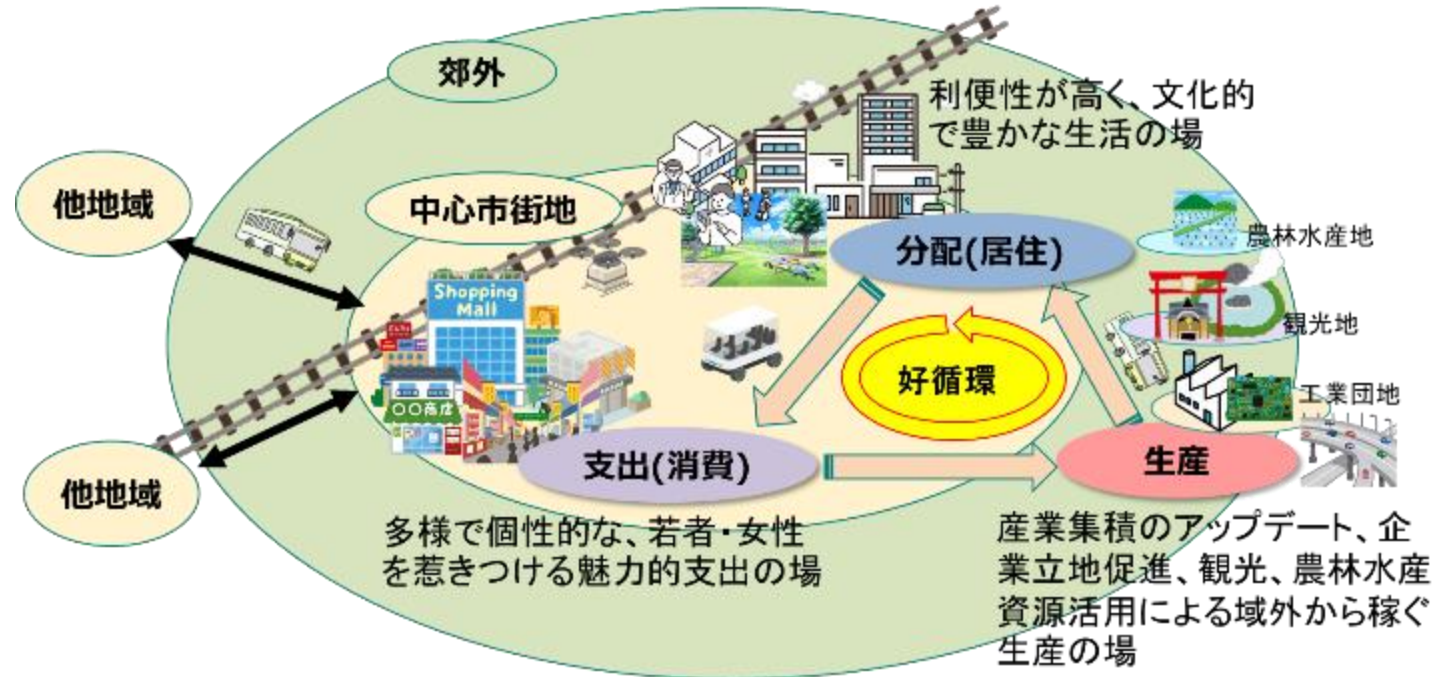 郊外
利便性が高く、文化的
で豊かな生活の場
他地域
中心市街地
農林水産地
分配(居住)
Shopping
Mall
観光地
好循環
工業団地
〇〇商店
支出(消費)
生産
他地域
多様で個性的な、若者・女性
を惹きつける魅力的支出の場
産業集積のアップデート、企
業立地促進、観光、農林水産
資源活用による域外から稼ぐ
生産の場